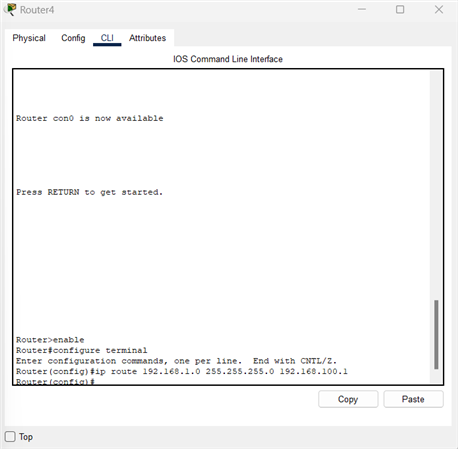 Router4
Physical Config CLI Attributes
IOS Command Line Interface
Router con0 is now available
Press RETURN to get started.
Router>enable
Router#configure terminal
Enter configuration commands, one per line.  End with CNTL/Z.
Router(config)#ip route 192.168.1.0 255.255.255.0 192.168.100.1
Router(config)#
Copy Paste
Top